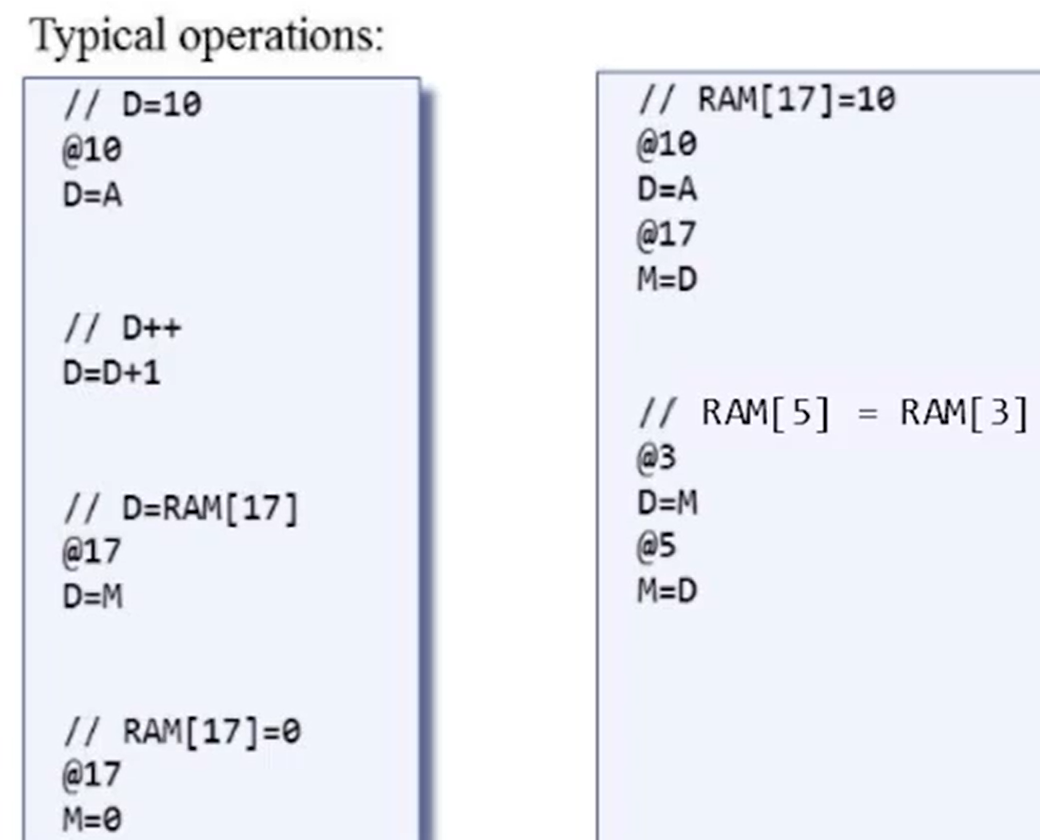 Typical operations:
// D=10
@10
D=A
// D++
D=D+1
// D=RAM[17]
@17
D=M
// RAM[17]=0
@17
M=0
// RAM[17]=10
@10
D=A
@17
M=D
// RAM[5] = RAM[3]
@3
D=M
@5
M=D